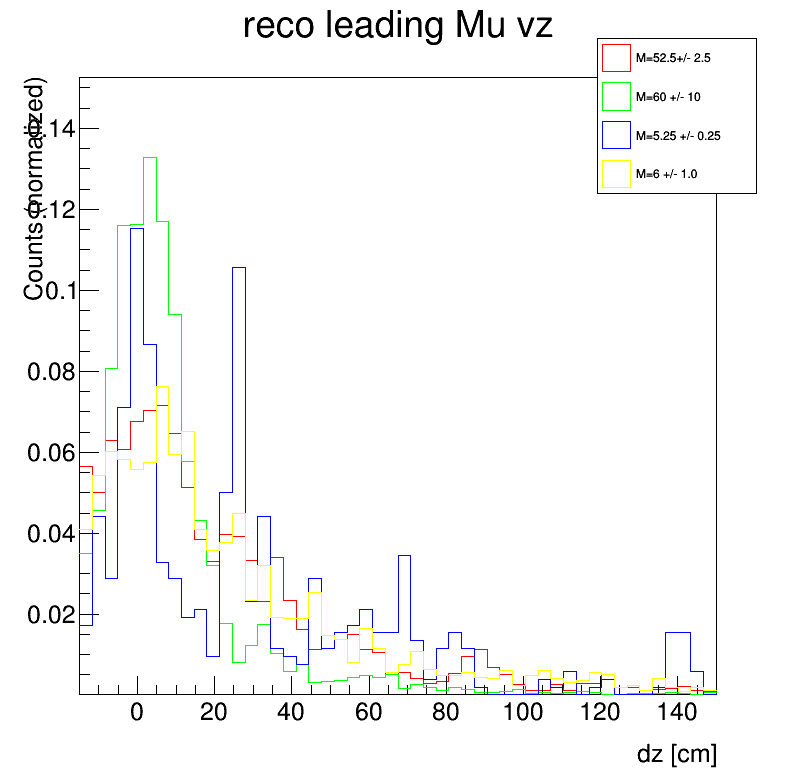 reco leading Mu vz
M=52.5+/- 2.5
M=60 +/- 10
M=5.25 +/- 0.25
M=6 +/- 1.0
Counts (normalized)
0.14
0.12
0.1
0.08
0.06
0.04
0.02
0 20 40 60 80 100 120 140
dz [cm]